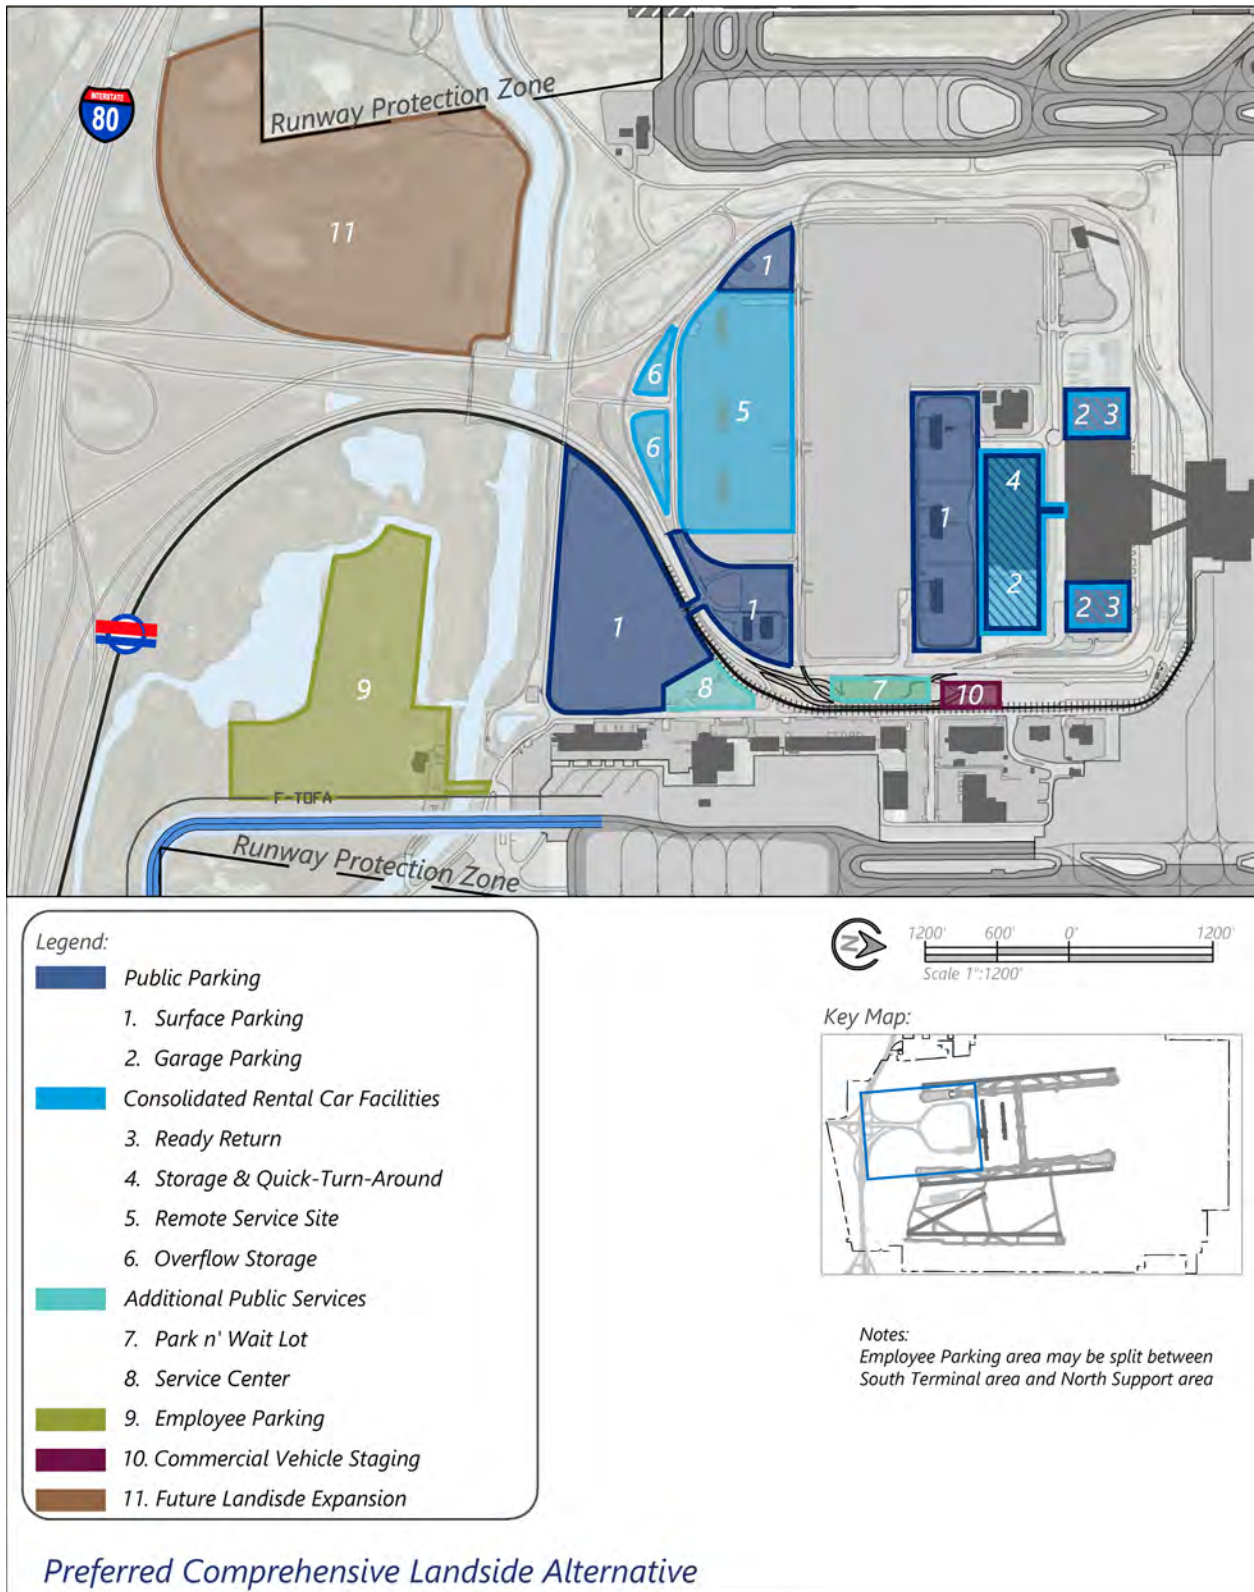 Runway Protection Zone
INTERSTATE
80
11
1
6
5
6
2 3
4
1
2
1
1
2 3
9
8
7
10
F-TOFA
Runway Protection Zone
Legend:
Public Parking
1. Surface Parking
2. Garage Parking
Consolidated Rental Car Facilities
3. Ready Return
4. Storage & Quick-Turn-Around
5. Remote Service Site
6. Overflow Storage
Additional Public Services
7. Park n' Wait Lot
8. Service Center
9. Employee Parking
10. Commercial Vehicle Staging
11. Future Landisde Expansion
N
1200' 600' 0' 1200'
Scale 1":1200'
Key Map:
Notes:
Employee Parking area may be split between
South Terminal area and North Support area
Preferred Comprehensive Landside Alternative